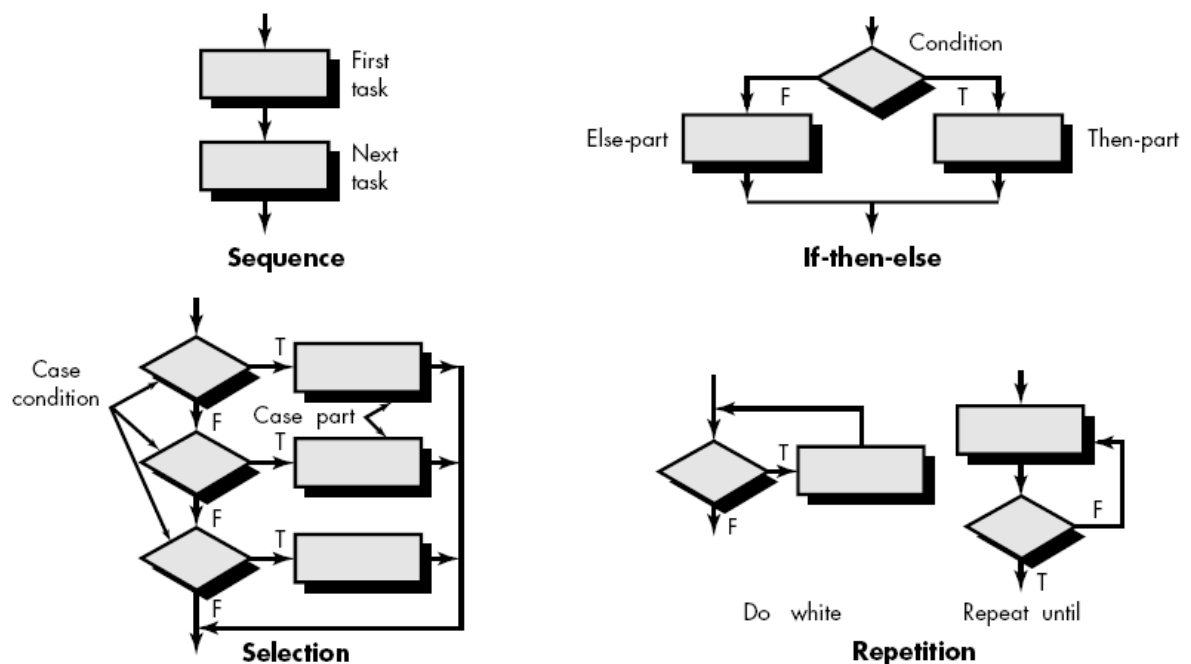 First
task
Next
task
Sequence
Condition
F
T
Else-part
Then-part
If-then-else
Case
condition
T
F
Case part
T
F
T
F
Selection
T
F
F
T
Do white
Repeat until
Repetition